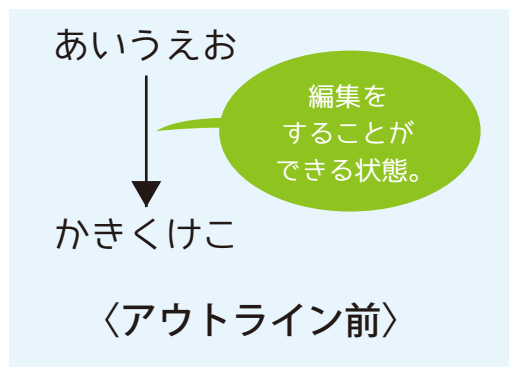 あいうえお
編集を
することが
できる状態。
かきくけこ
〈アウトライン前〉